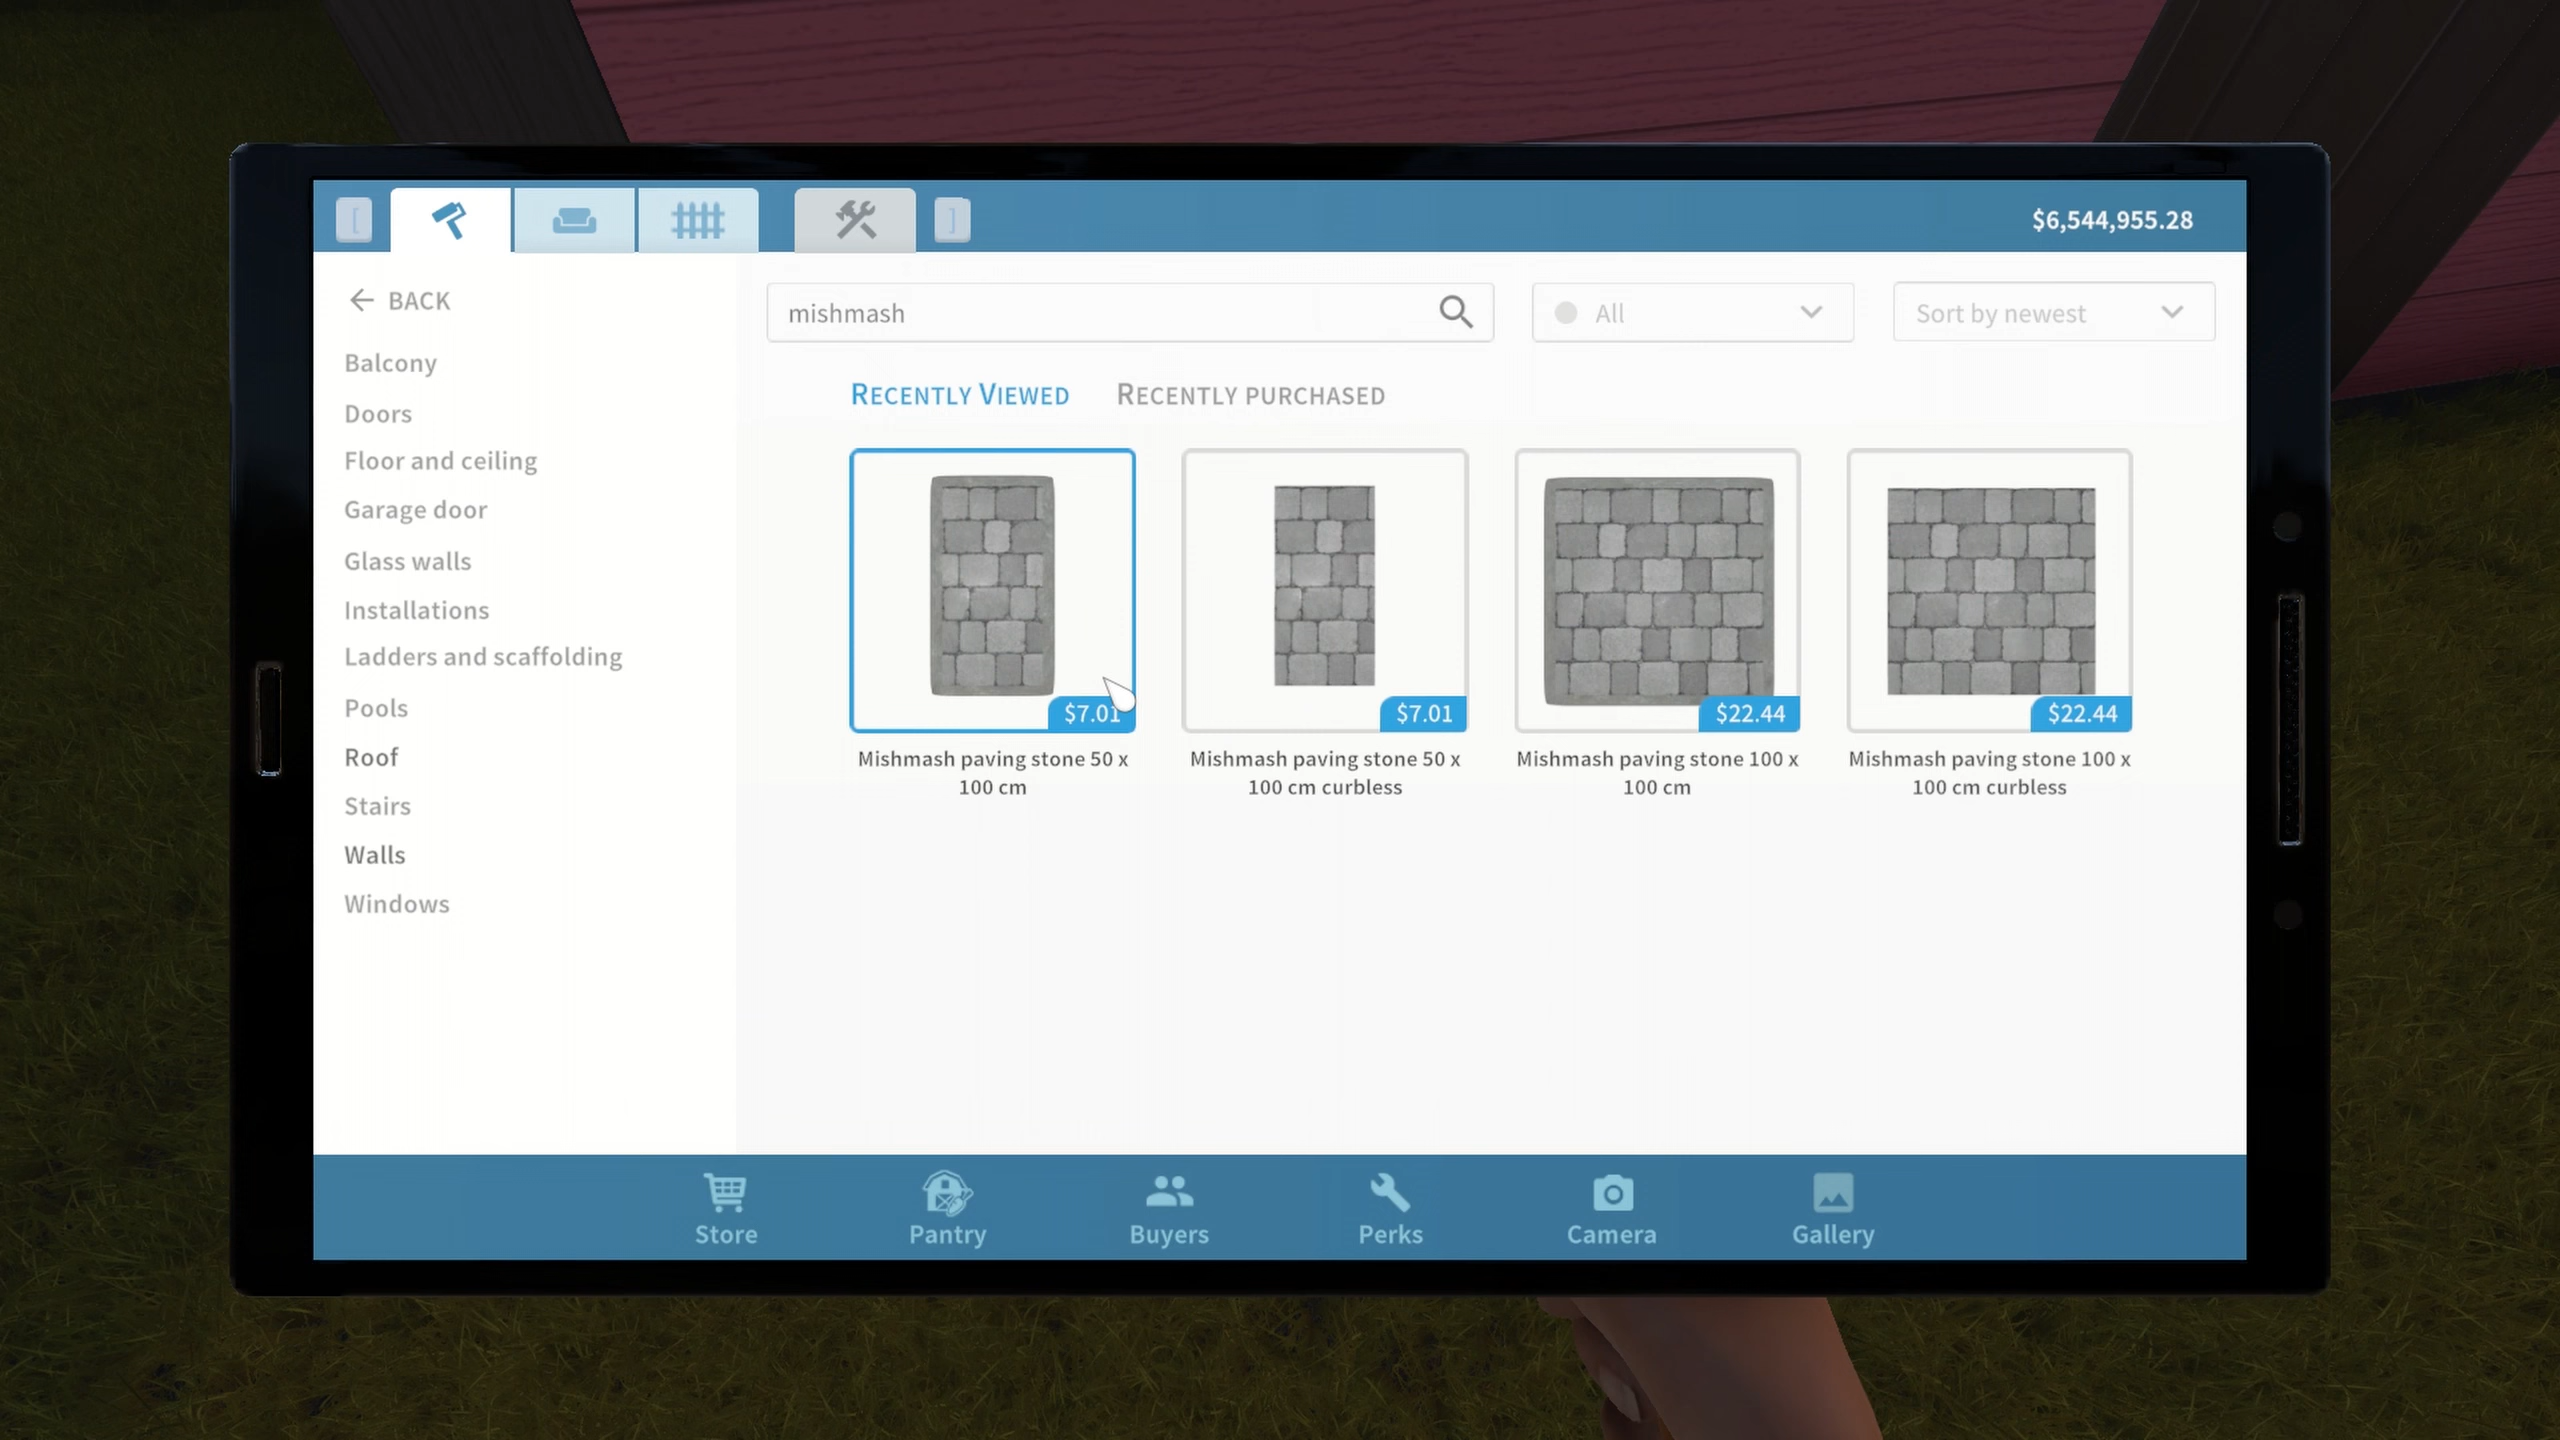 [
]
$6,544,955.28
BACK
Balcony
Doors
Floor and ceiling
Garage door
Glass walls
Installations
Ladders and scaffolding
Pools
Roof
Stairs
Walls
Windows
mishmash
All
Sort by newest
RECENTLY VIEWED
RECENTLY PURCHASED
$7.01
Mishmash paving stone 50 x
100 cm
$7.01
Mishmash paving stone 50 x
100 cm curbless
$22.44
Mishmash paving stone 100 x
100 cm
$22.44
Mishmash paving stone 100 x
100 cm curbless
Store
Pantry
Buyers
Perks
Camera
Gallery